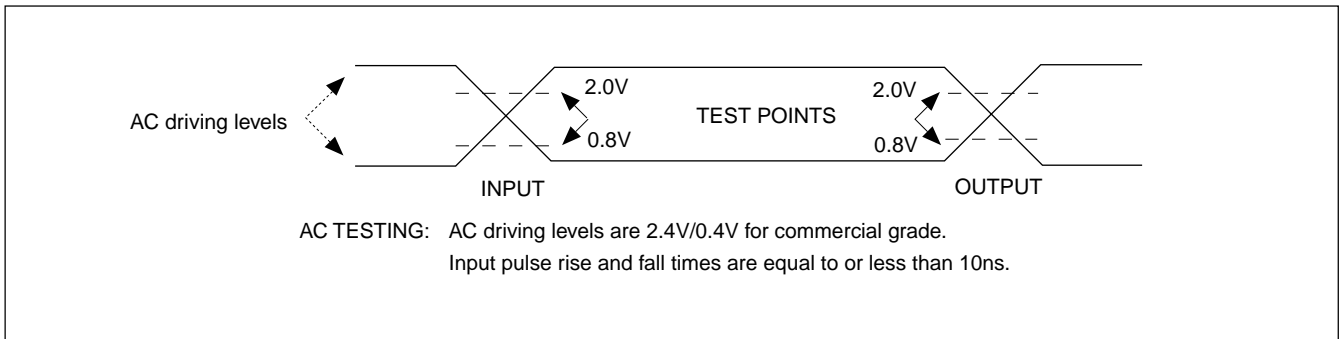 2.0V
2.0V
AC driving levels
TEST POINTS
0.8V
0.8V
INPUT
OUTPUT
AC TESTING: AC driving levels are 2.4V/0.4V for commercial grade.
Input pulse rise and fall times are equal to or less than 10ns.